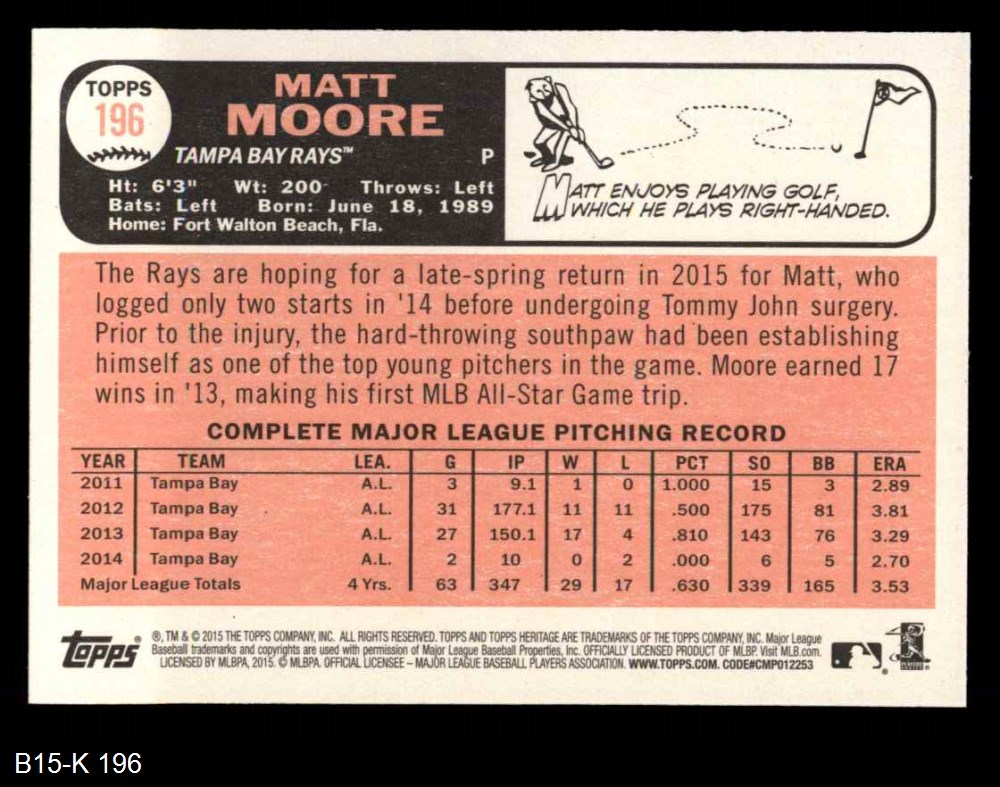 TOPPS
196
MATT
MOORE
TAMPA BAY RAYS™ P
Ht: 6'3" Wt: 200 Throws: Left
Bats: Left Born: June 18, 1989
Home: Fort Walton Beach, Fla.
MATT ENJOYS PLAYING GOLF,
WHICH HE PLAYS RIGHT-HANDED.
The Rays are hoping for a late-spring return in 2015 for Matt, who
logged only two starts in '14 before undergoing Tommy John surgery.
Prior to the injury, the hard-throwing southpaw had been establishing
himself as one of the top young pitchers in the game. Moore earned 17
wins in '13, making his first MLB All-Star Game trip.
COMPLETE MAJOR LEAGUE PITCHING RECORD
YEAR TEAM LEA. G IP W L PCT SO BB ERA
2011 Tampa Bay A.L. 3 9.1 1 0 1.000 15 3 2.89
2012 Tampa Bay A.L. 31 177.1 11 11 .500 175 81 3.81
2013 Tampa Bay A.L. 27 150.1 17 4 .810 143 76 3.29
2014 Tampa Bay A.L. 2 10 0 2 .000 6 5 2.70
Major League Totals 4 Yrs. 63 347 29 17 .630 339 165 3.53
topps®
®, TM & © 2015 THE TOPPS COMPANY, INC. ALL RIGHTS RESERVED. TOPPS AND TOPPS HERITAGE ARE TRADEMARKS OF THE TOPPS COMPANY, INC. Major League
Baseball trademarks and copyrights are used with permission of Major League Baseball Properties, Inc. OFFICIALLY LICENSED PRODUCT OF MLBP. Visit MLB.com.
LICENSED BY MLBPA, 2015. © MLBPA. OFFICIAL LICENSEE – MAJOR LEAGUE BASEBALL PLAYERS ASSOCIATION. WWW.TOPPS.COM. CODE#CMP012253
B15-K 196